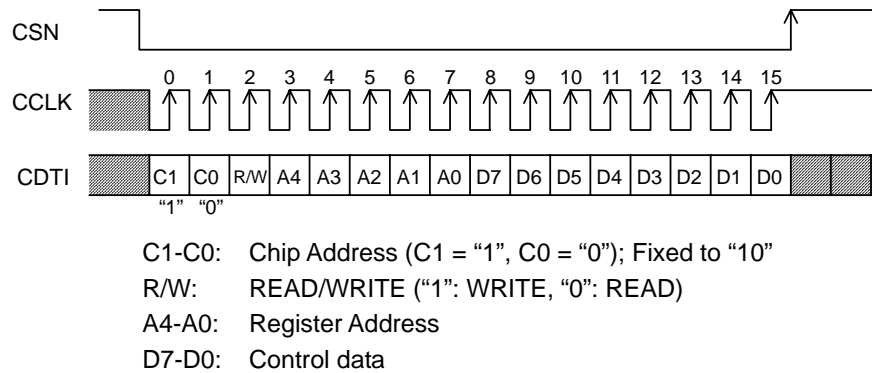 CSN
0 1 2 3 4 5 6 7 8 9 10 11 12 13 14 15
CCLK
CDTI C1 C0 R/W A4 A3 A2 A1 A0 D7 D6 D5 D4 D3 D2 D1 D0
“1” “0”
C1-C0: Chip Address (C1 = “1”, C0 = “0”); Fixed to “10”
R/W: READ/WRITE (“1”: WRITE, “0”: READ)
A4-A0: Register Address
D7-D0: Control data